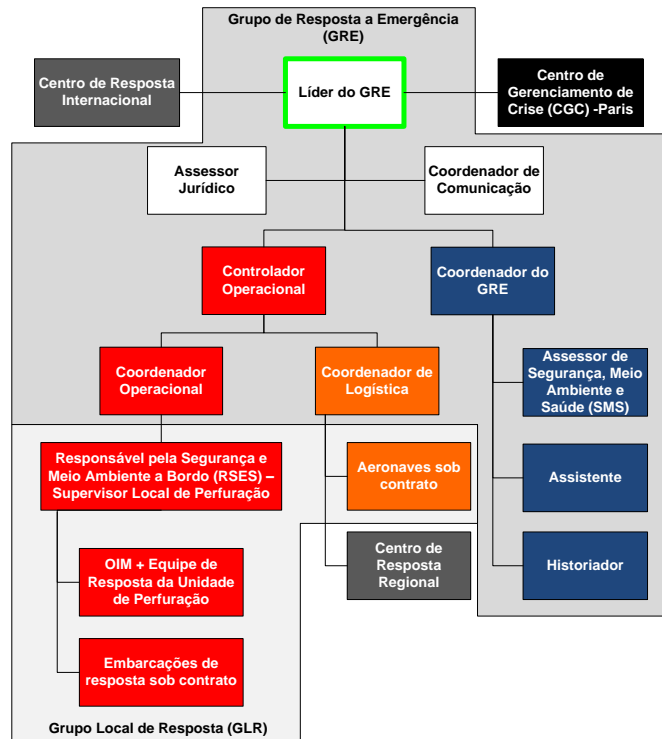 Grupo de Resposta a Emergência
(GRE)
Centro de Resposta
Internacional
Líder do GRE
Centro de
Gerenciamento de
Crise (CGC) -Paris
Assessor
Jurídico
Coordenador de
Comunicação
Controlador
Operacional
Coordenador do
GRE
Coordenador
Operacional
Coordenador de
Logística
Assessor de
Segurança, Meio
Ambiente e
Saúde (SMS)
Responsável pela Segurança e
Meio Ambiente a Bordo (RSES) –
Supervisor Local de Perfuração
Aeronaves sob
contrato
Assistente
OIM + Equipe de
Resposta da Unidade
de Perfuração
Centro de
Resposta
Regional
Historiador
Embarcações de
resposta sob contrato
Grupo Local de Resposta (GLR)